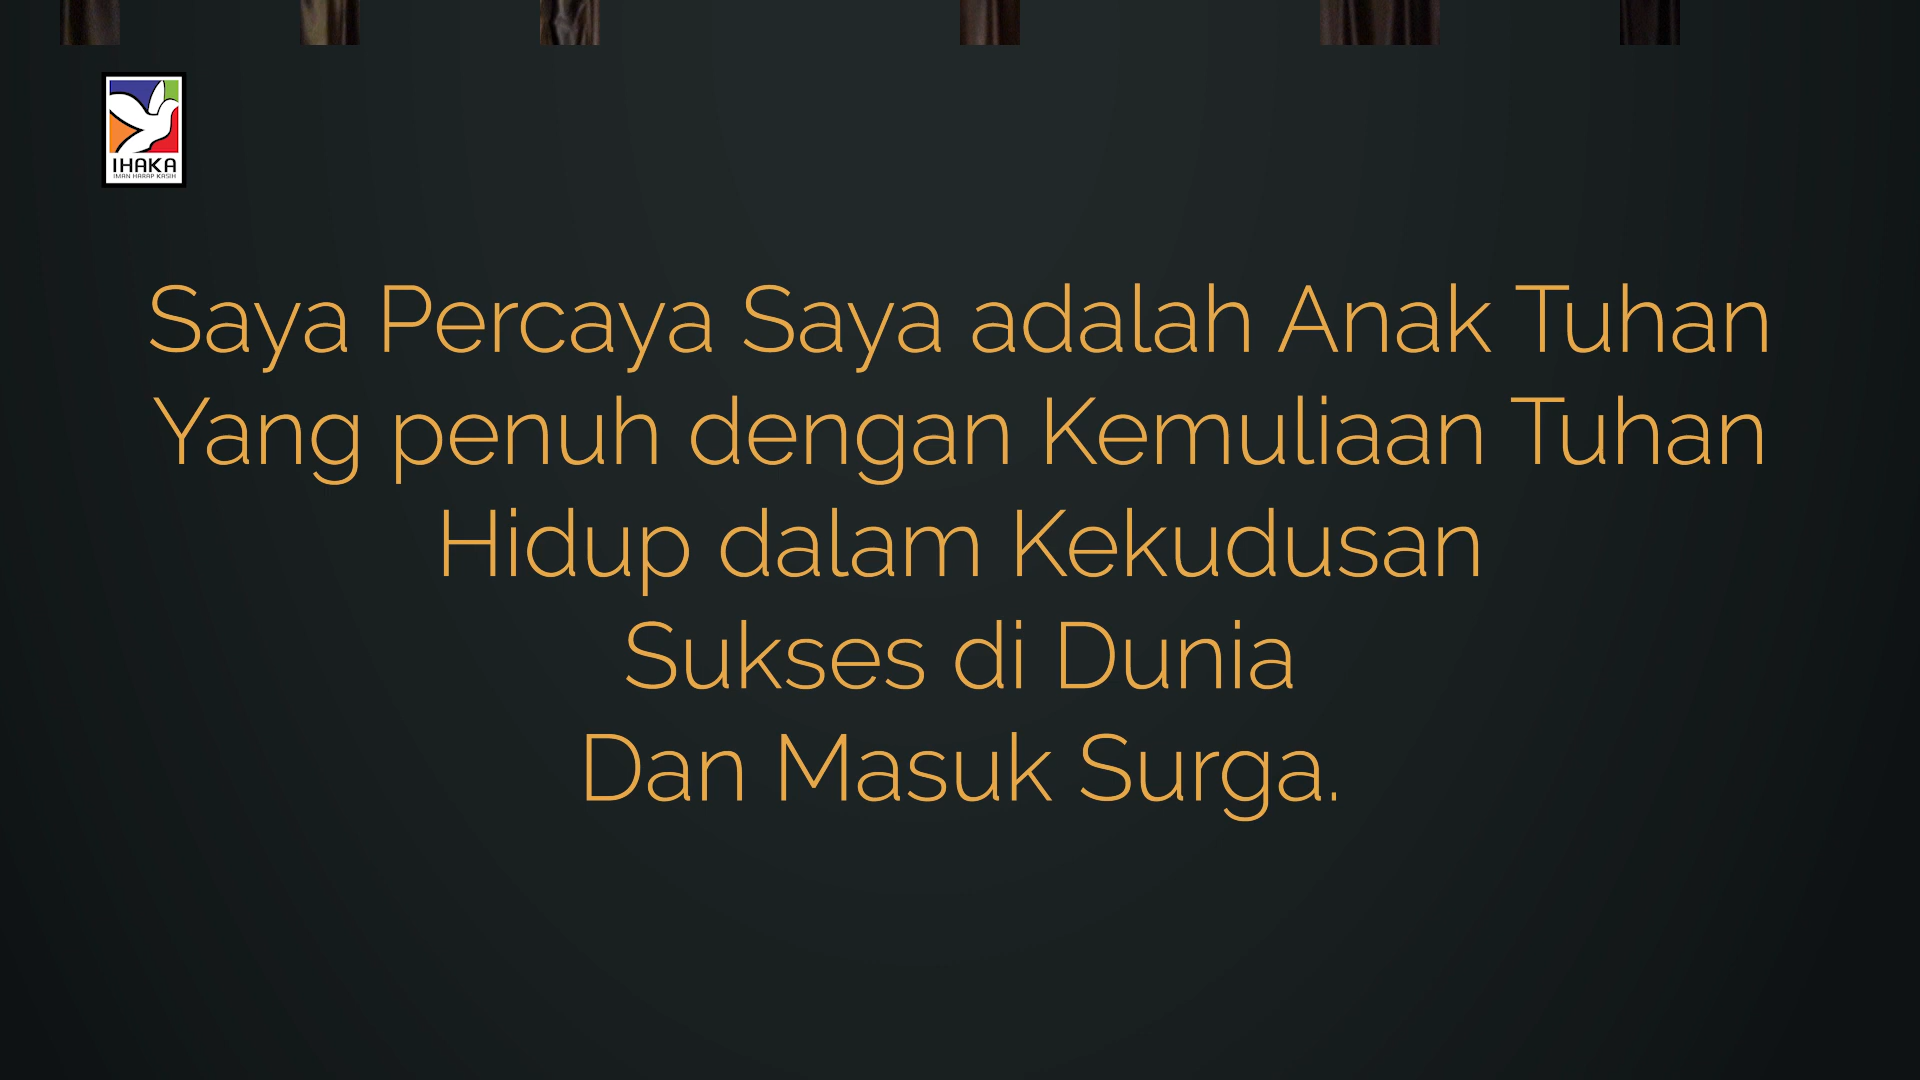 IHAKA
IMAN HARAP KASIH
Saya Percaya Saya adalah Anak Tuhan
Yang penuh dengan Kemuliaan Tuhan
Hidup dalam Kekudusan
Sukses di Dunia
Dan Masuk Surga.